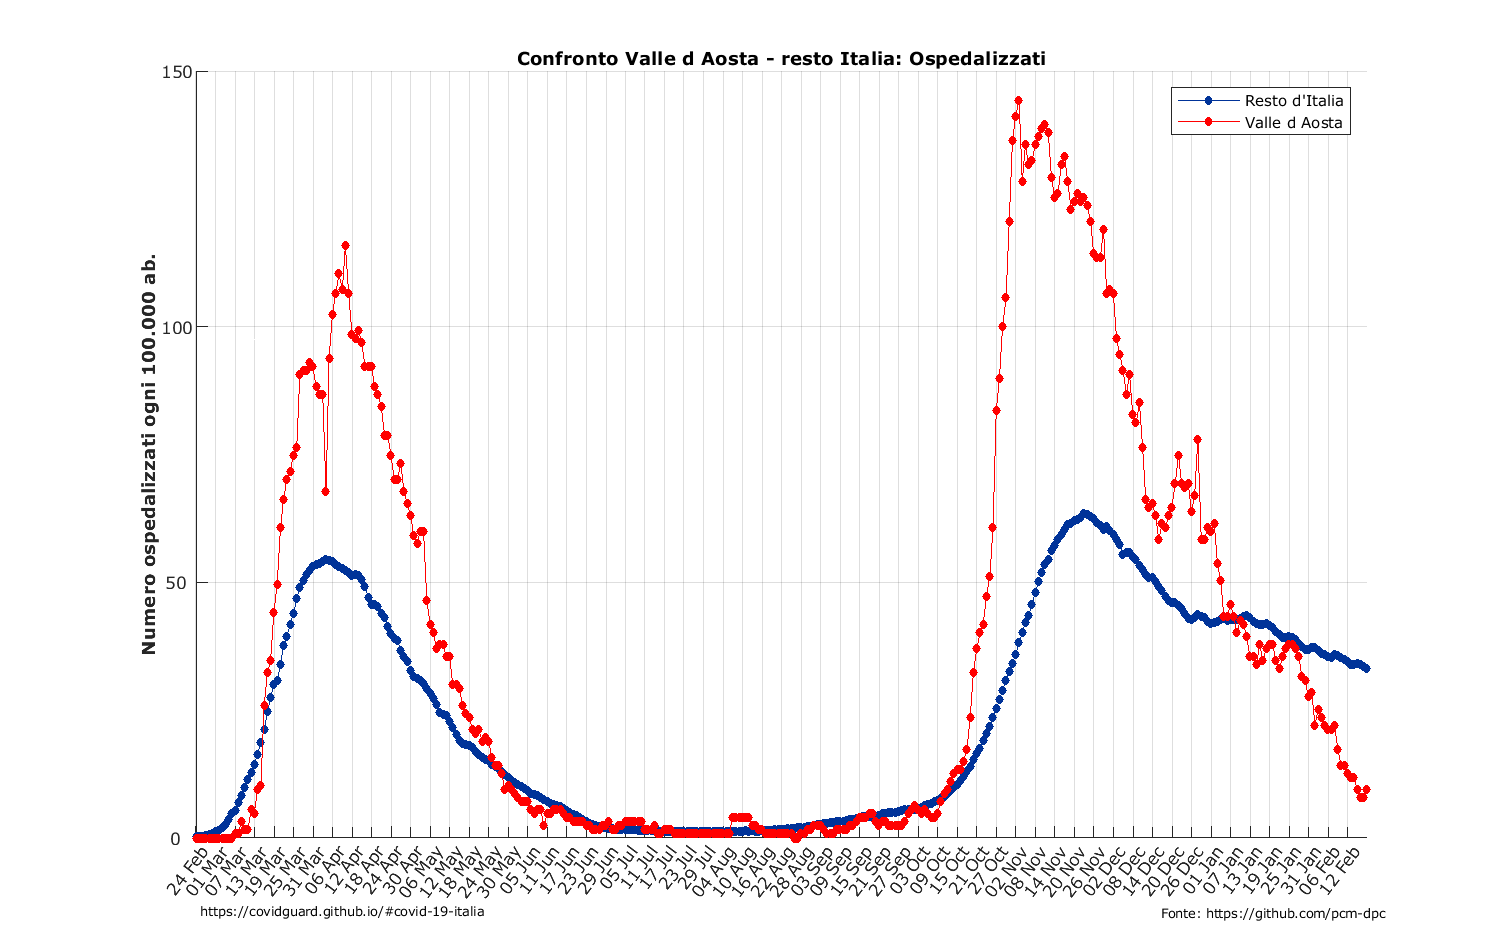 Confronto Valle d Aosta - resto Italia: Ospedalizzati
Resto d'Italia
Valle d Aosta
Numero ospedalizzati ogni 100.000 ab.
150
100
50
0
24 Feb
01 Mar
07 Mar
13 Mar
19 Mar
25 Mar
31 Mar
06 Apr
12 Apr
18 Apr
24 Apr
30 Apr
06 May
12 May
18 May
24 May
30 May
05 Jun
11 Jun
17 Jun
23 Jun
29 Jun
05 Jul
11 Jul
17 Jul
23 Jul
29 Jul
04 Aug
10 Aug
16 Aug
22 Aug
28 Aug
03 Sep
09 Sep
15 Sep
21 Sep
27 Sep
03 Oct
09 Oct
15 Oct
21 Oct
27 Oct
02 Nov
08 Nov
14 Nov
20 Nov
26 Nov
02 Dec
08 Dec
14 Dec
20 Dec
26 Dec
01 Jan
07 Jan
13 Jan
19 Jan
25 Jan
31 Jan
06 Feb
12 Feb
https://covidguard.github.io/#covid-19-italia
Fonte: https://github.com/pcm-dpc